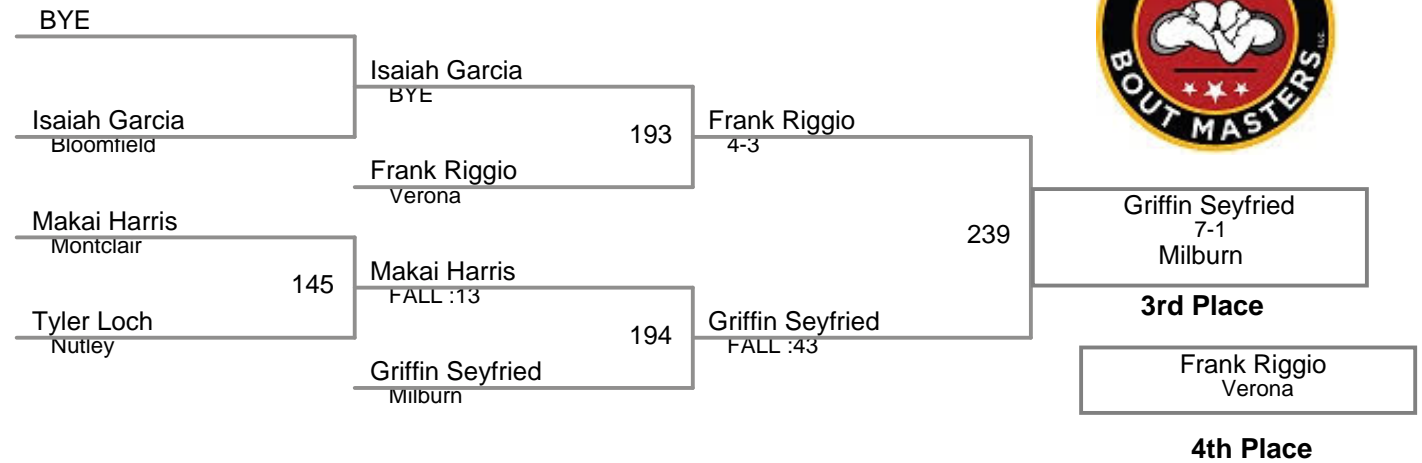 BYE
Isaiah Garcia
Bloomfield
Makai Harris
Montclair
145
Tyler Loch
Nutley
Isaiah Garcia
BYE
193
Frank Riggio
Verona
Makai Harris
FALL :13
194
Griffin Seyfried
Milburn
Frank Riggio
4-3
239
Griffin Seyfried
FALL :43
Griffin Seyfried
7-1
Milburn
3rd Place
Frank Riggio
Verona
4th Place
BOUT MASTERS